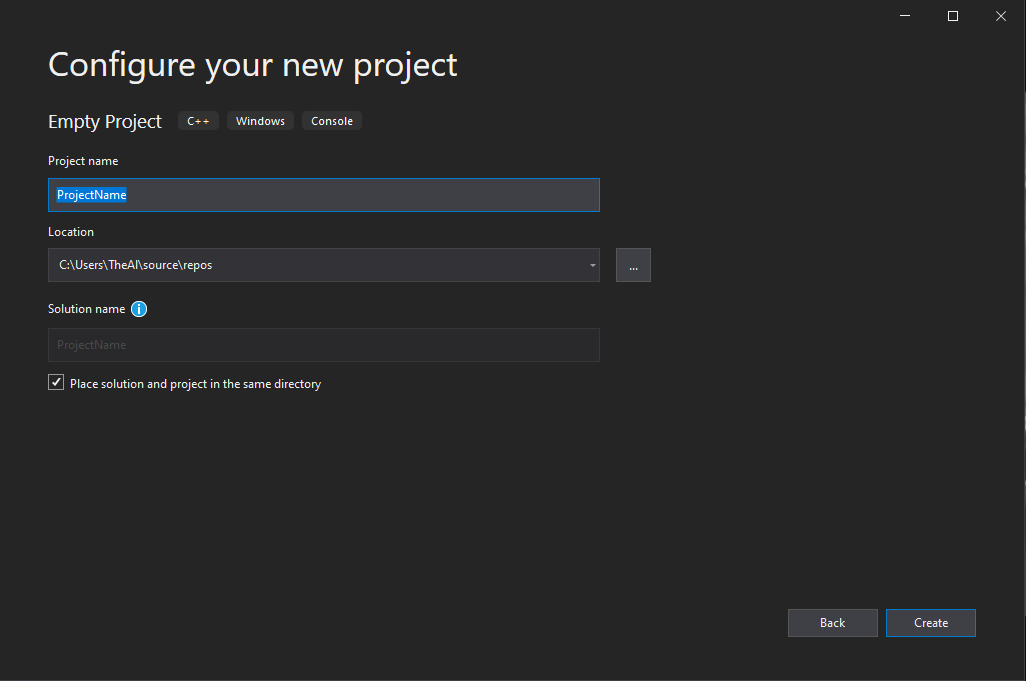 Configure your new project
Empty Project C++ Windows Console
Project name
ProjectName
Location
C:\Users\TheAI\source\repos
...
Solution name
ProjectName
Place solution and project in the same directory
Back Create